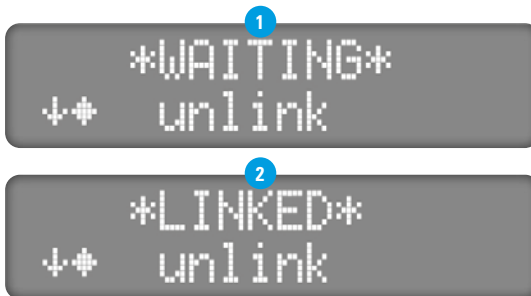 1
*WAITING*
↓◆ unlink
2
*LINKED*
↓◆ unlink